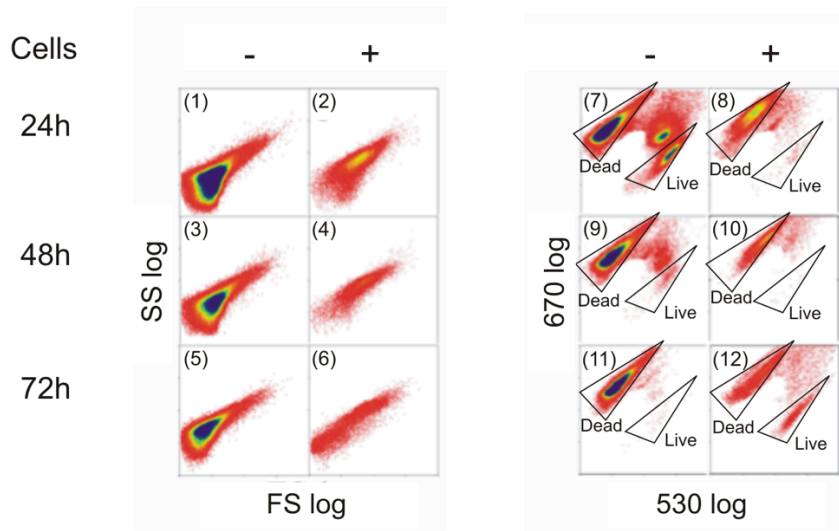 Cells - + - +
24h (1) (2) (7) (8)
Dead Live Dead Live
48h (3) (4) (9) (10)
Dead Live Dead Live
72h (5) (6) (11) (12)
Dead Live Dead Live
SS log
670 log
FS log
530 log